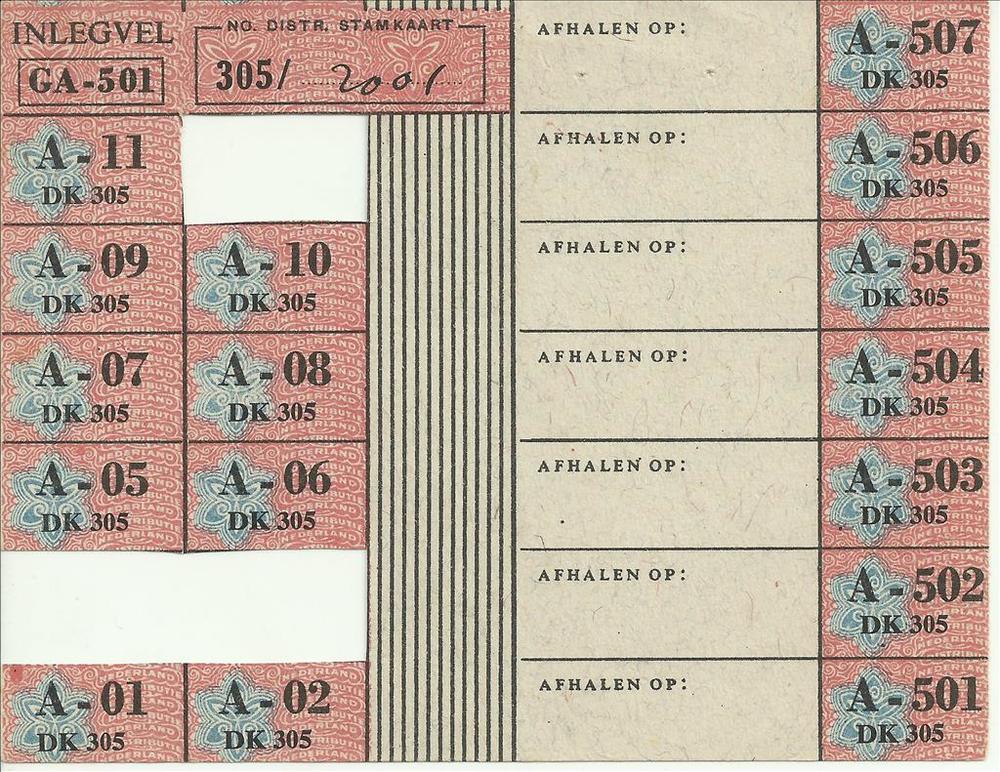 INLEGVEL
GA-501
NO. DISTR. STAMKAART
305/ 2001
A - 11
DK 305
A - 09
DK 305
A - 10
DK 305
A - 07
DK 305
A - 08
DK 305
A - 05
DK 305
A - 06
DK 305
A - 01
DK 305
A - 02
DK 305
AFHALEN OP:
A - 507
DK 305
AFHALEN OP:
A - 506
DK 305
AFHALEN OP:
A - 505
DK 305
AFHALEN OP:
A - 504
DK 305
AFHALEN OP:
A - 503
DK 305
AFHALEN OP:
A - 502
DK 305
AFHALEN OP:
A - 501
DK 305